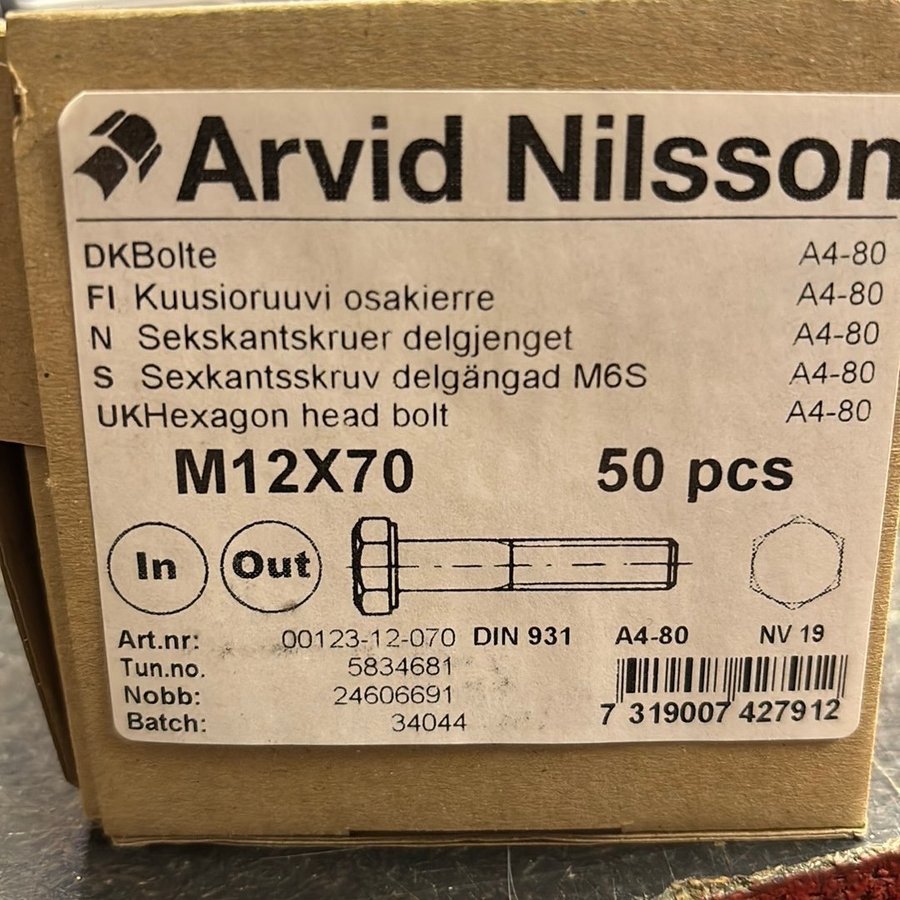 Arvid Nilsson
DKBolte A4-80
FI Kuusioruuvi osakierre A4-80
N Sekskantskruer delgjenget A4-80
S Sexkantsskruv delgängad M6S A4-80
UKHexagon head bolt A4-80
M12X70 50 pcs
In Out
Art.nr: 00123-12-070 DIN 931 A4-80 NV 19
Tun.no. 5834681
Nobb: 24606691
Batch: 34044
7 319007 427912